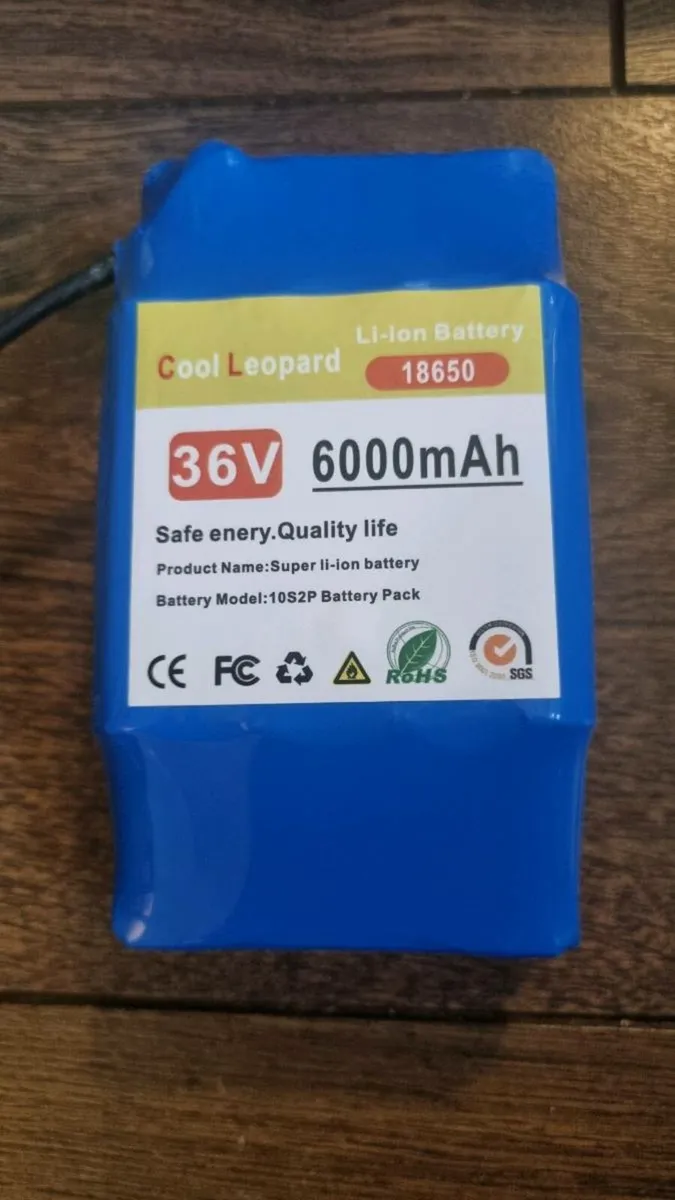 Li-Ion Battery
Cool Leopard
18650
36V
6000mAh
Safe enery.Quality life
Product Name:Super li-ion battery
Battery Model:10S2P Battery Pack
CE
FC
RoHS
SGS